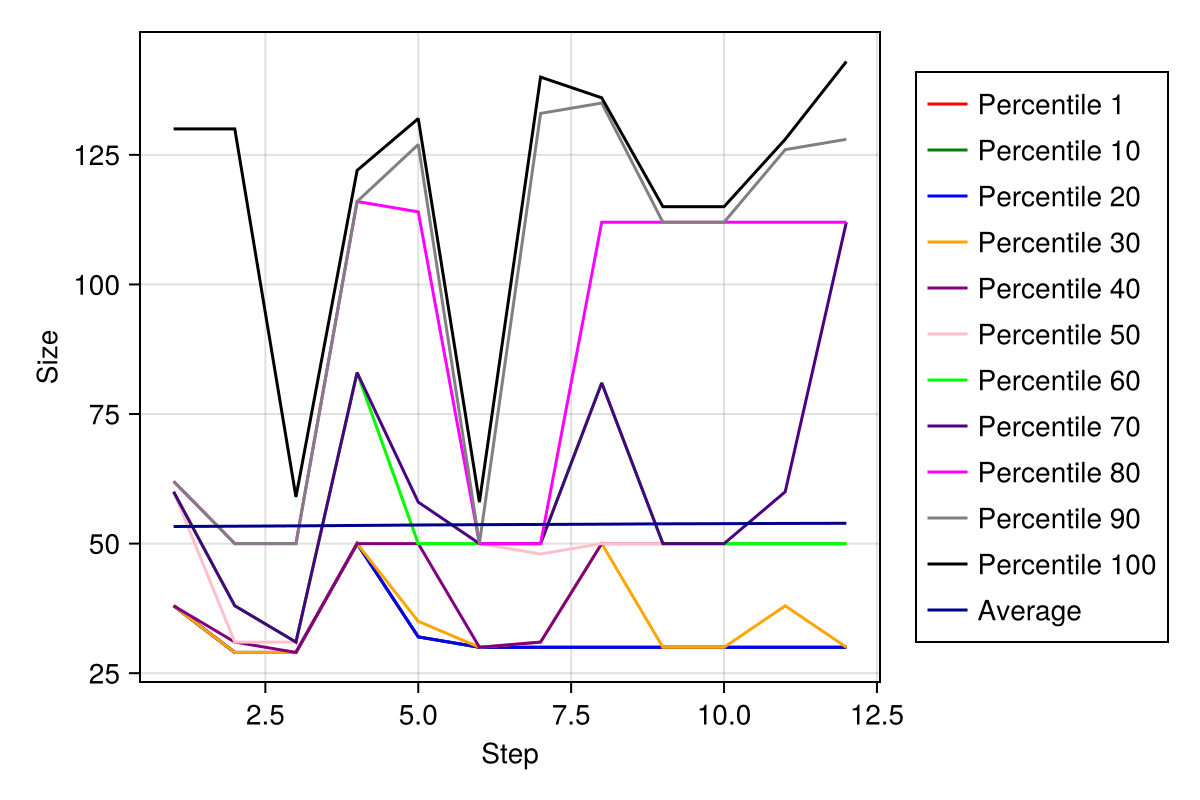 125
100
75
50
25
Size
2.5 5.0 7.5 10.0 12.5
Step
Percentile 1
Percentile 10
Percentile 20
Percentile 30
Percentile 40
Percentile 50
Percentile 60
Percentile 70
Percentile 80
Percentile 90
Percentile 100
Average